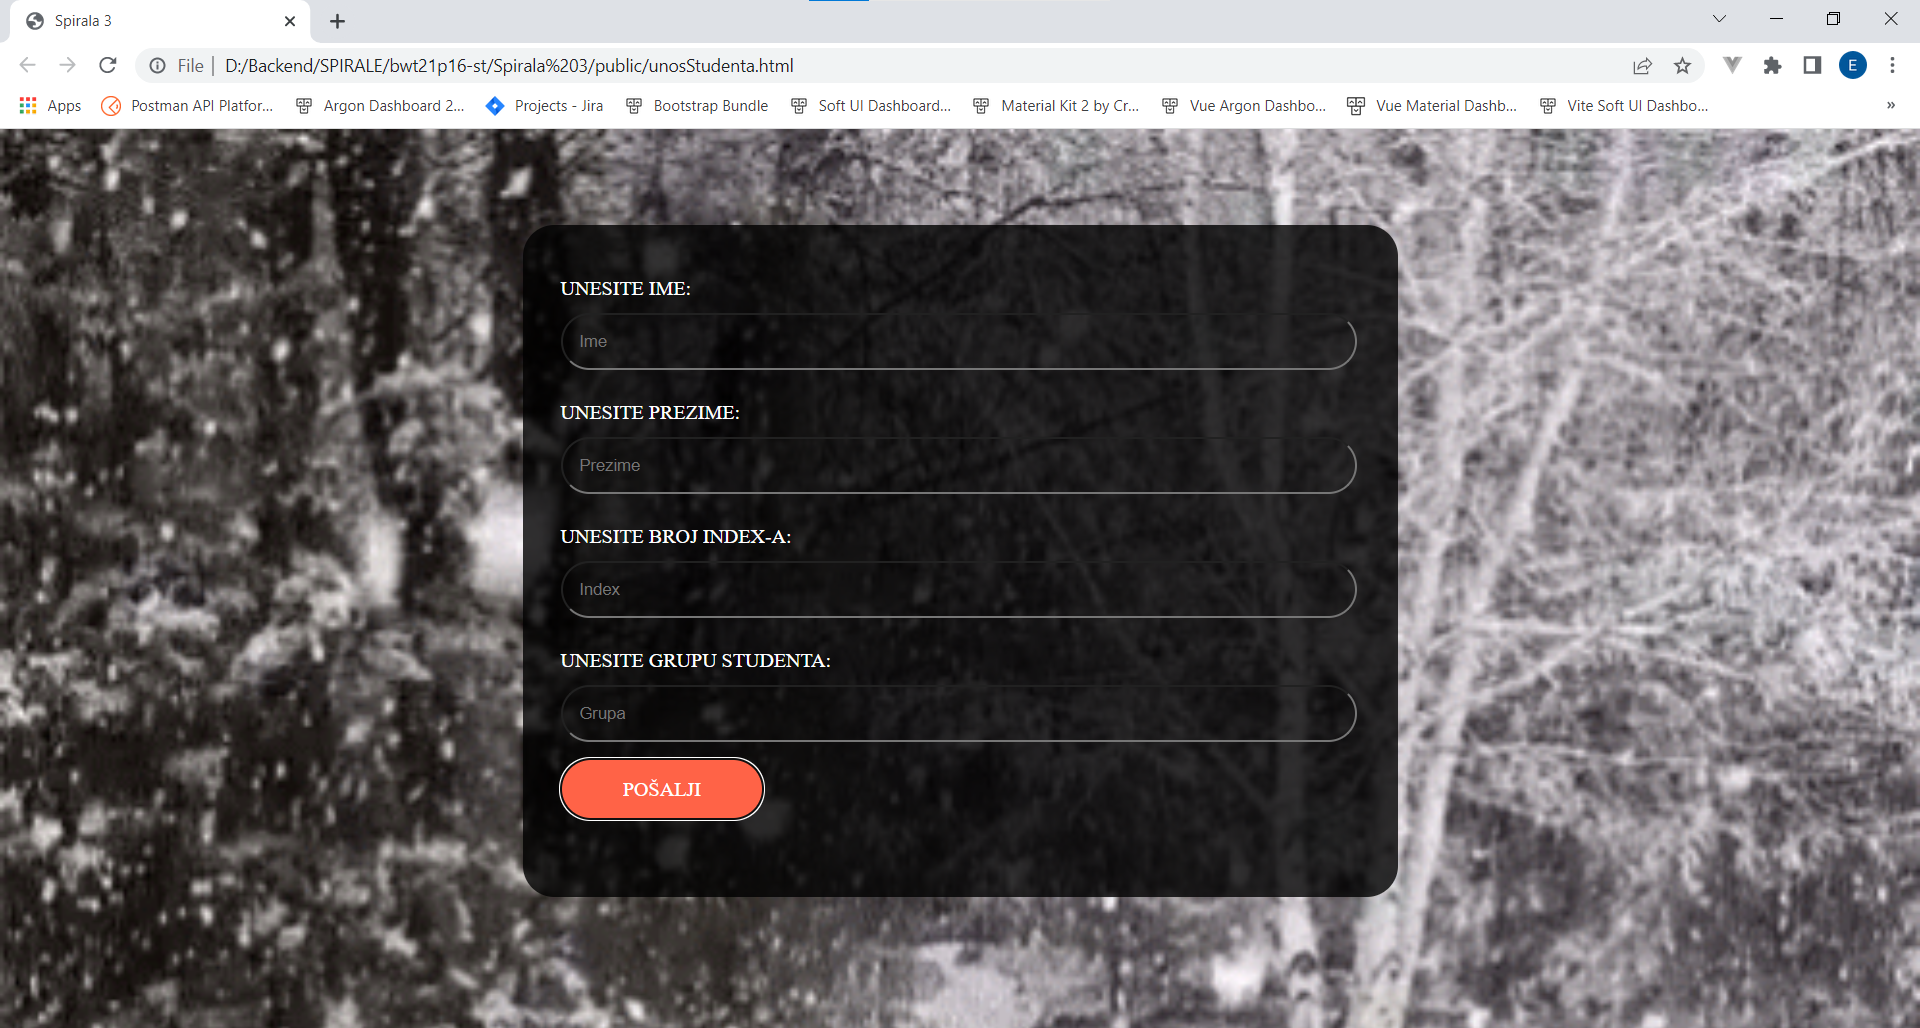 Spirala 3
File | D:/Backend/SPIRALE/bwt21p16-st/Spirala%203/public/unosStudenta.html
E
Apps Postman API Platfor... Argon Dashboard 2... Projects - Jira Bootstrap Bundle Soft UI Dashboard... Material Kit 2 by Cr... Vue Argon Dashbo... Vue Material Dashb... Vite Soft UI Dashbo... »
UNESITE IME:
Ime
UNESITE PREZIME:
Prezime
UNESITE BROJ INDEX-A:
Index
UNESITE GRUPU STUDENTA:
Grupa
POŠALJI